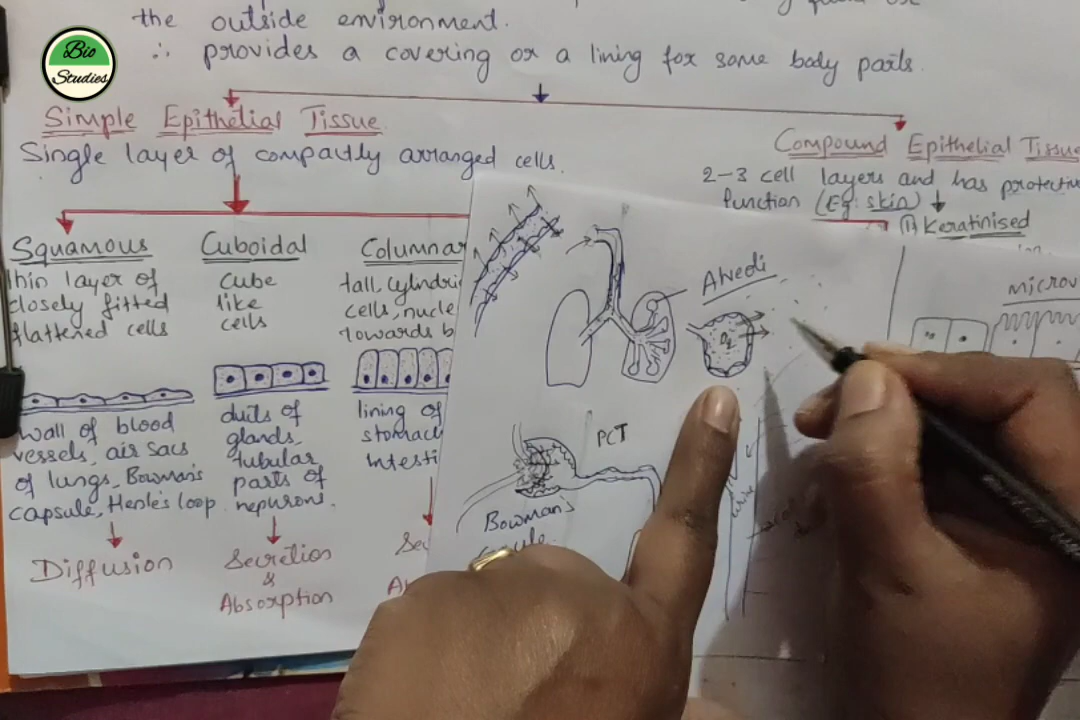 the outside environment.
∴ provides a covering or a lining for some body parts.
Bio
Studies
Simple Epithelial Tissue
Single layer of compactly arranged cells.
Compound Epithelial Tissue
2-3 cell layers and has protective
function (Eg: skin)
(i) Keratinised
Squamous
thin layer of
closely fitted
flattened cells
wall of blood
vessels, air sacs
of lungs, Bowman's
capsule, Henle's loop
Diffusion
Cuboidal
Cube
like
cells
ducts of
glands,
tubular
parts of
nephrons.
Secretion
&
Absorption
Columnar
tall, cylindri
cells, nucle
towards b
lining of
stomach
intesti
Sec
A
Alveoli
O2
PCT
Bowman's
microv